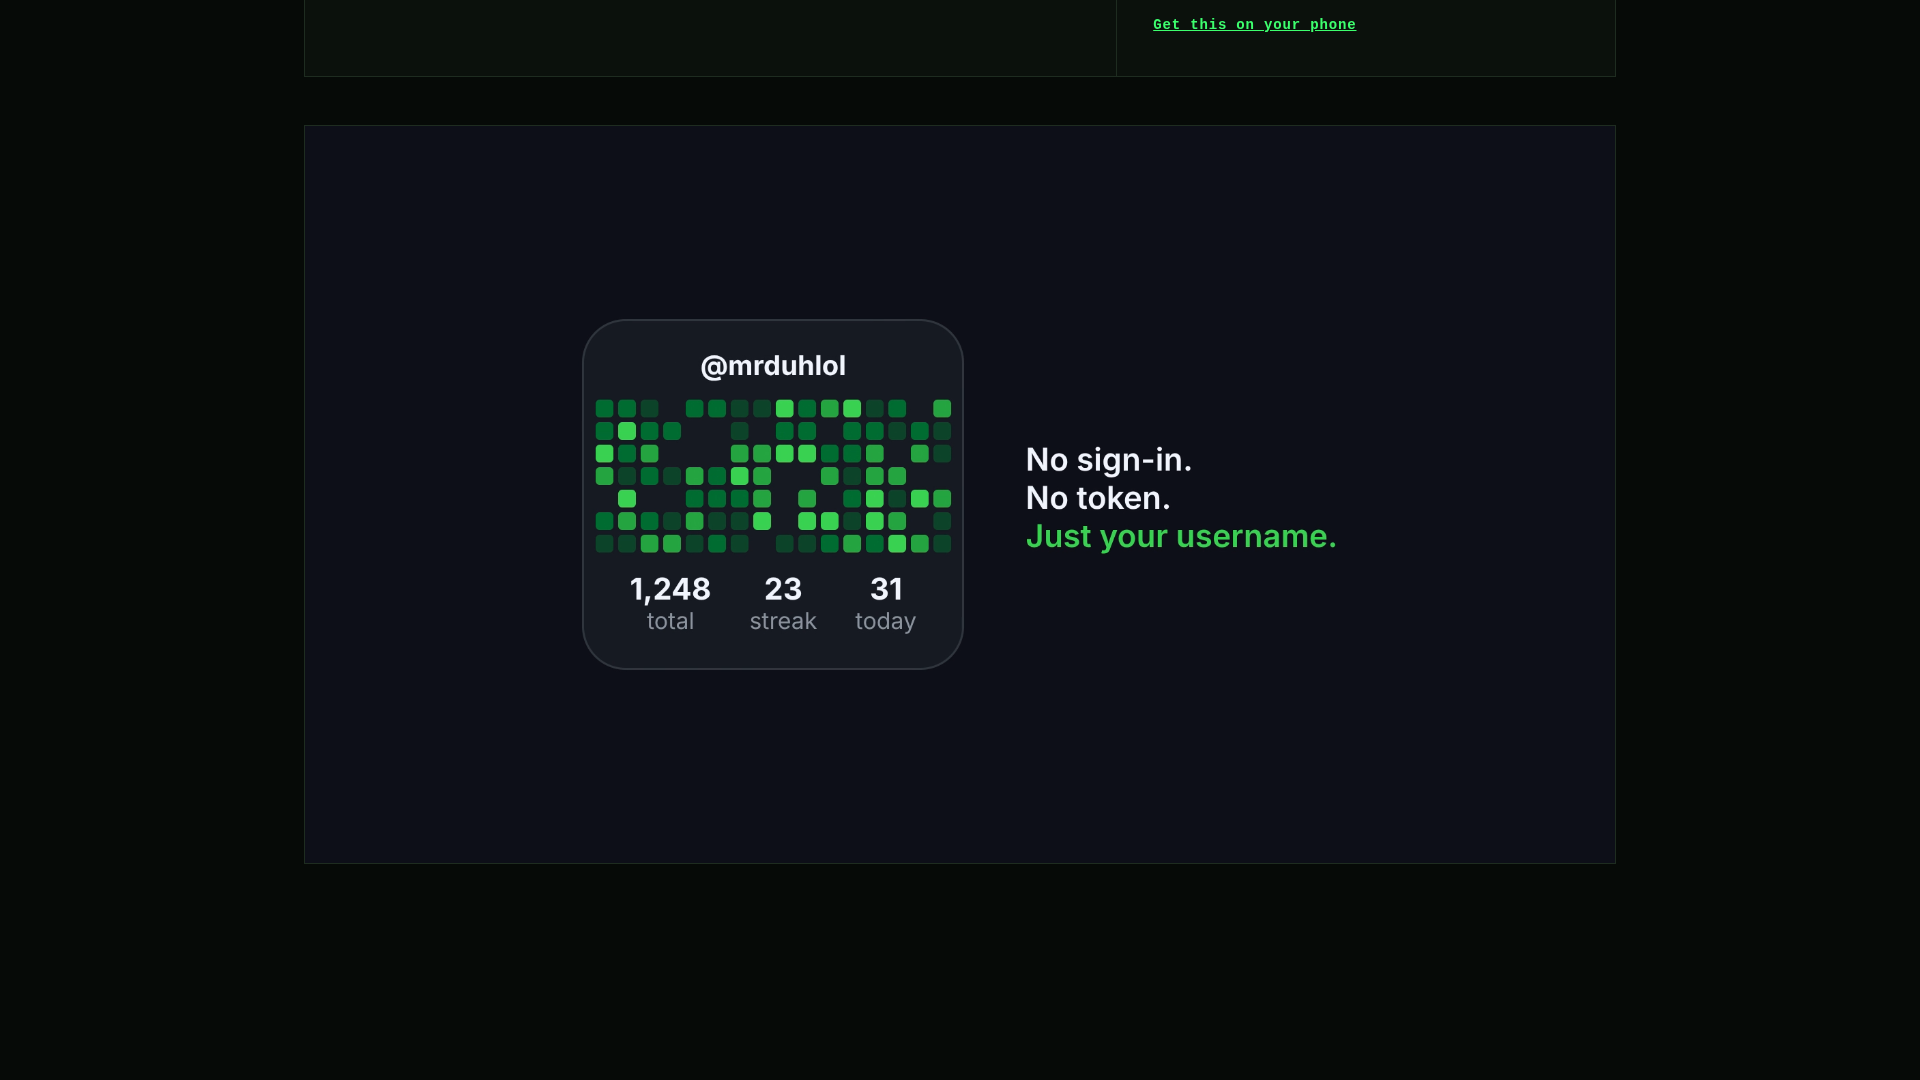 Get this on your phone
@mrduhlol
1,248 23 31
total streak today
No sign-in.
No token.
Just your username.